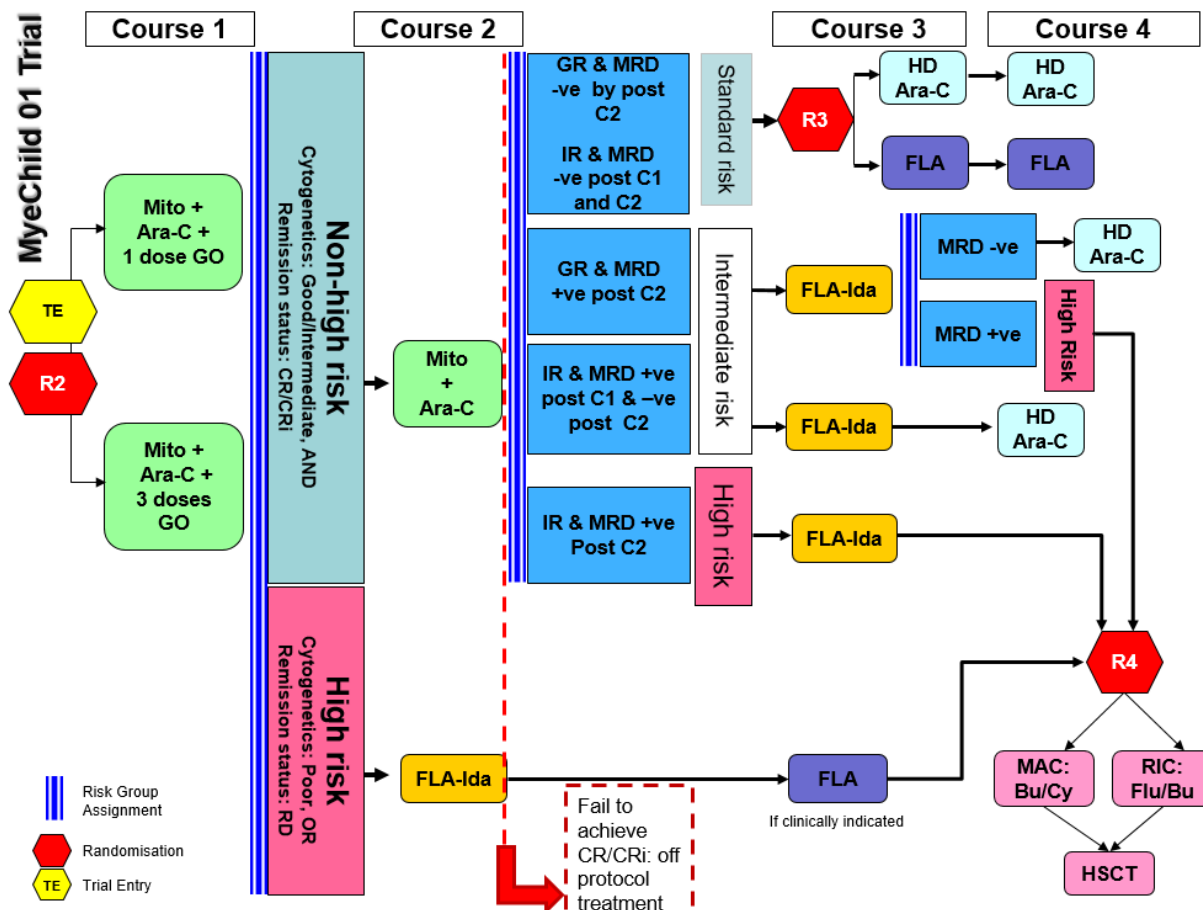 MyeChild 01 Trial
Course 1
Course 2
Course 3
Course 4
TE
R2
Mito +
Ara-C +
1 dose GO
Mito +
Ara-C +
3 doses
GO
Non-high risk
Cytogenetics: Good/Intermediate, AND
Remission status: CR/CRi
High risk
Cytogenetics: Poor, OR
Remission status: RD
Mito
+
Ara-C
FLA-Ida
GR & MRD
-ve by post
C2
IR & MRD
-ve post C1
and C2
Standard risk
R3
HD
Ara-C
HD
Ara-C
FLA
FLA
GR & MRD
+ve post C2
IR & MRD +ve
post C1 & –ve
post C2
Intermediate risk
FLA-Ida
MRD -ve
HD
Ara-C
MRD +ve
High Risk
FLA-Ida
HD
Ara-C
IR & MRD +ve
Post C2
High risk
FLA-Ida
R4
FLA
If clinically indicated
MAC:
Bu/Cy
RIC:
Flu/Bu
HSCT
Fail to
achieve
CR/CRi: off
protocol
treatment
Risk Group
Assignment
Randomisation
TE
Trial Entry